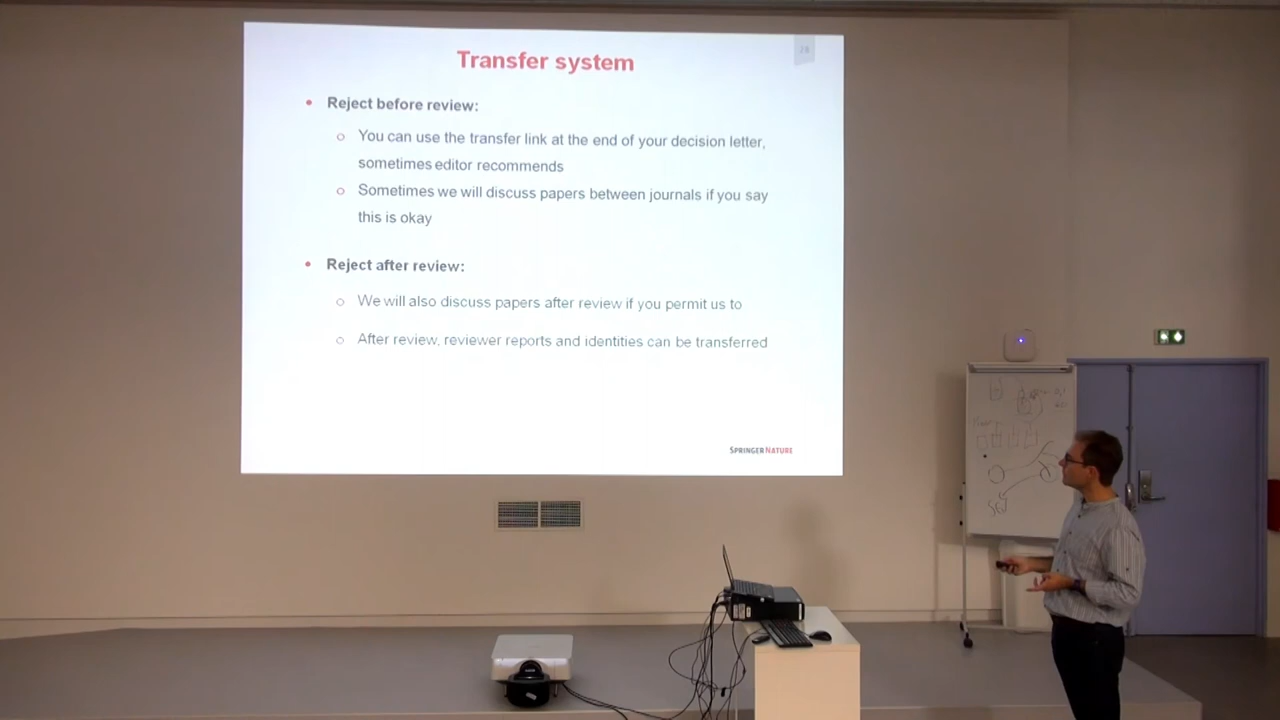 Transfer system
Reject before review:
You can use the transfer link at the end of your decision letter,
sometimes editor recommends
Sometimes we will discuss papers between journals if you say
this is okay
Reject after review:
We will also discuss papers after review if you permit us to
After review, reviewer reports and identities can be transferred
SPRINGER NATURE